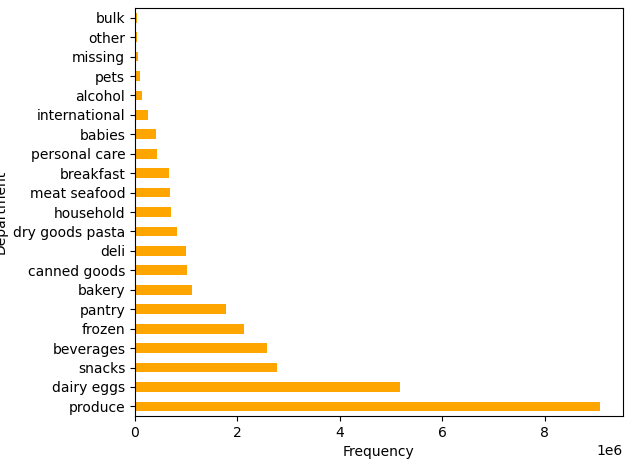 bulk
other
missing
pets
alcohol
international
babies
personal care
breakfast
meat seafood
household
dry goods pasta
deli
canned goods
bakery
pantry
frozen
beverages
snacks
dairy eggs
produce
Department
0 2 4 6 8
1e6
Frequency